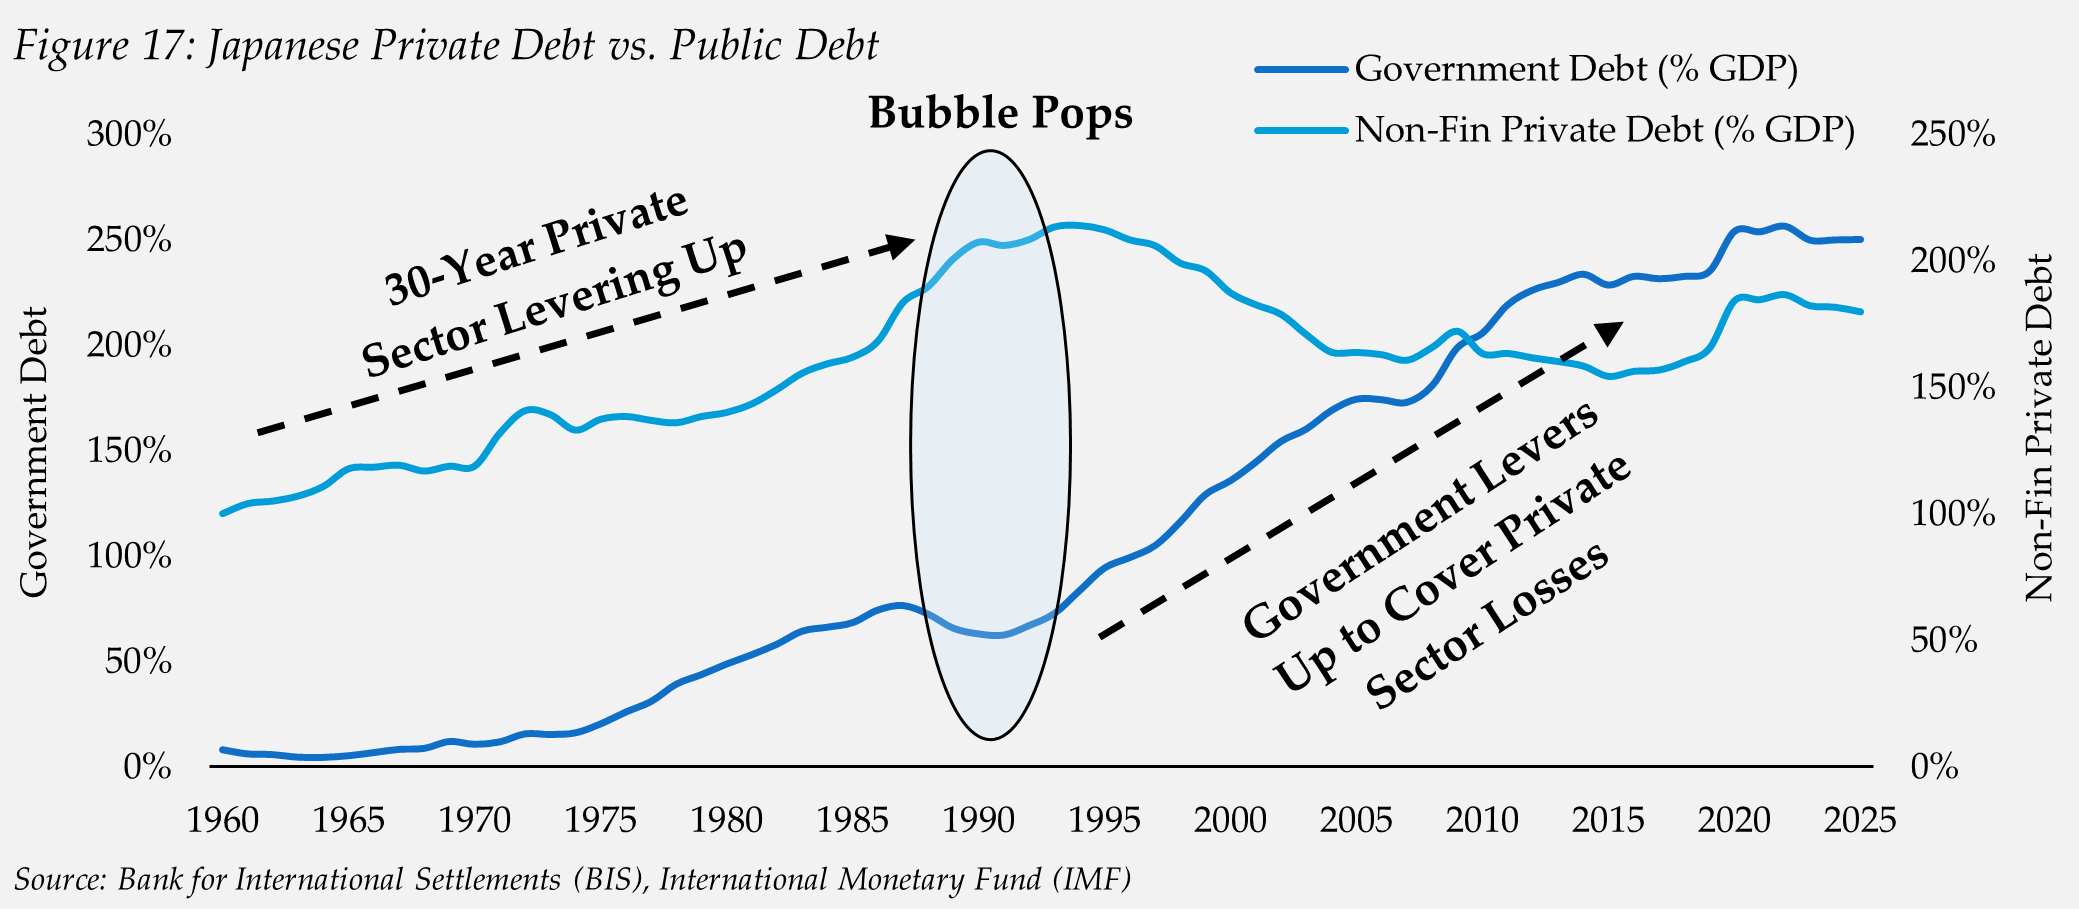 Figure 17: Japanese Private Debt vs. Public Debt
Government Debt (% GDP)
Non-Fin Private Debt (% GDP)
Bubble Pops
30-Year Private
Sector Levering Up
Government Levers
Up to Cover Private
Sector Losses
Government Debt
300%
250%
200%
150%
100%
50%
0%
Non-Fin Private Debt
250%
200%
150%
100%
50%
0%
1960 1965 1970 1975 1980 1985 1990 1995 2000 2005 2010 2015 2020 2025
Source: Bank for International Settlements (BIS), International Monetary Fund (IMF)